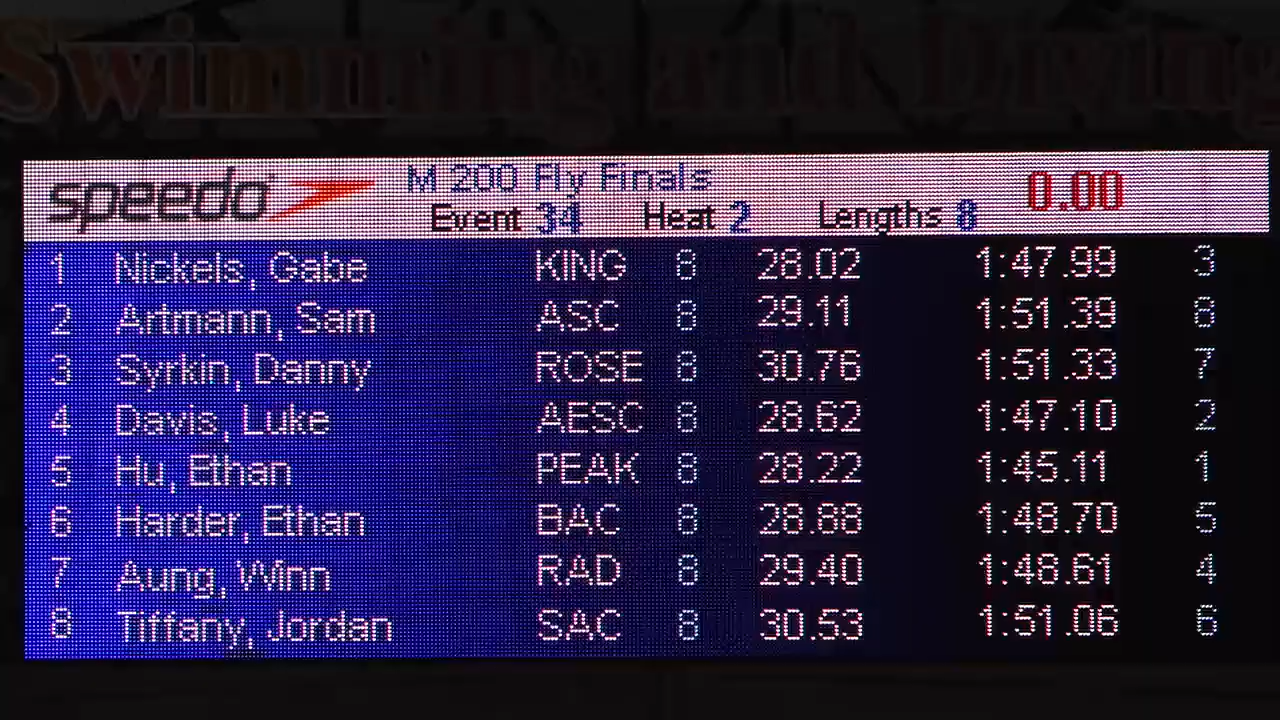 Swimming and Diving
speedo M 200 Fly Finals 0.00
Event 34 Heat 2 Lengths 8
1 Nickels, Gabe KING 8 28.02 1:47.99 3
2 Artmann, Sam ASC 8 29.11 1:51.39 8
3 Syrkin, Danny ROSE 8 30.76 1:51.33 7
4 Davis, Luke AESC 8 28.62 1:47.10 2
5 Hu, Ethan PEAK 8 28.22 1:45.11 1
6 Harder, Ethan BAC 8 28.88 1:48.70 5
7 Aung, Winn RAD 8 29.40 1:48.61 4
8 Tiffany, Jordan SAC 8 30.53 1:51.06 6